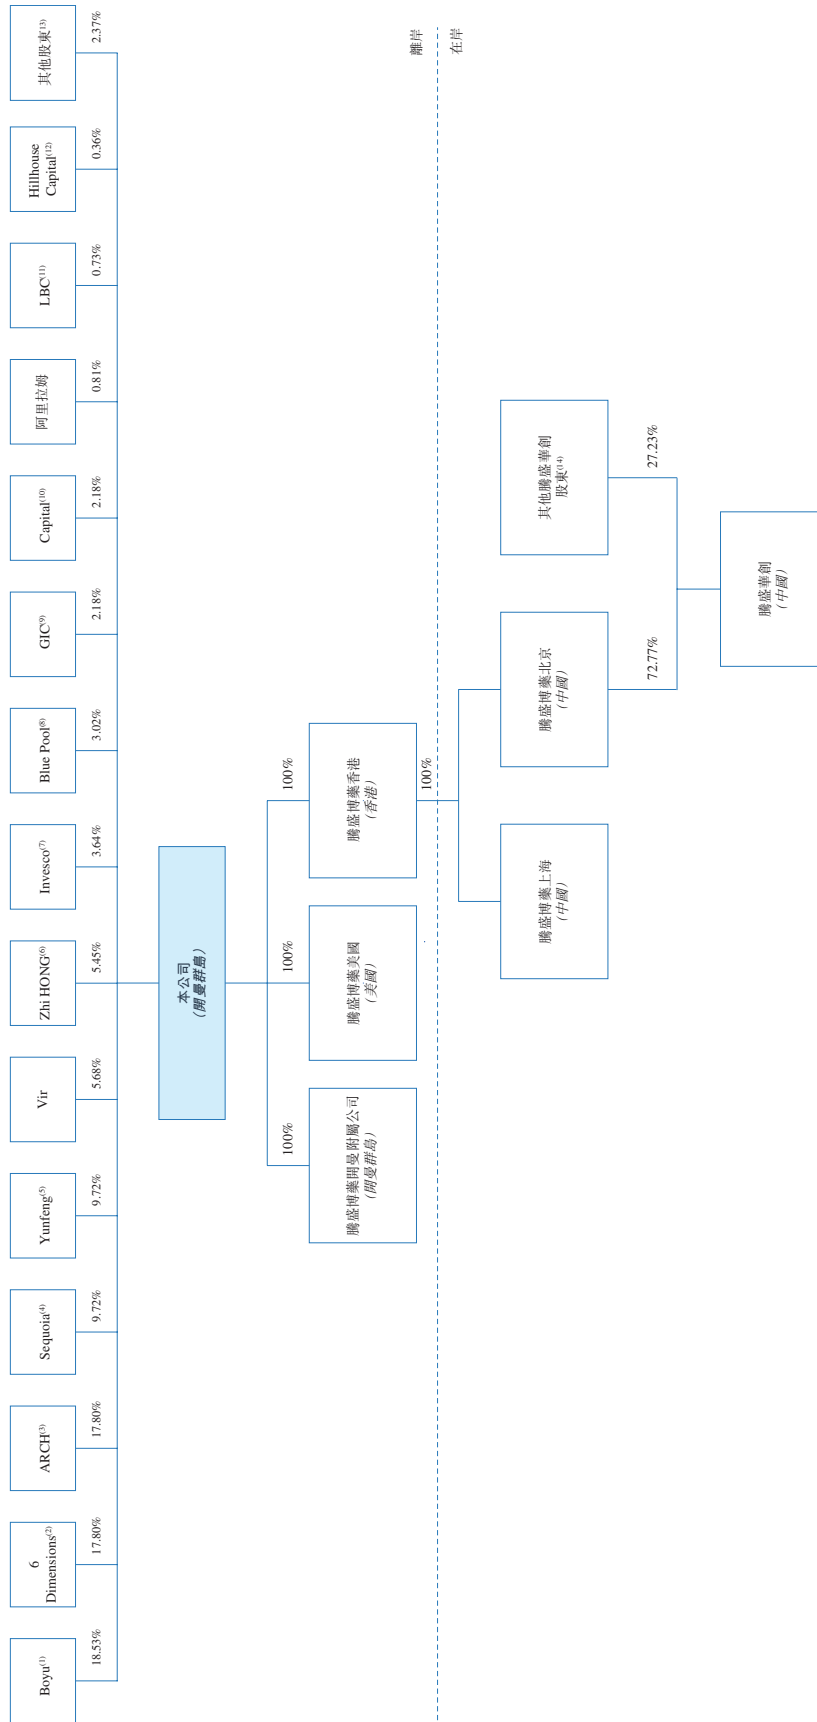 Boyu(1)
6
Dimensions(2)
ARCH(3)
Sequoia(4)
Yunfeng(5)
Vir
Zhi HONG(6)
Invesco(7)
Blue Pool(8)
GIC(9)
Capital(10)
阿里拉姆
LBC(11)
Hillhouse
Capital(12)
其他股東(13)
18.53%
17.80%
17.80%
9.72%
9.72%
5.68%
5.45%
3.64%
3.02%
2.18%
2.18%
0.81%
0.73%
0.36%
2.37%
本公司
(開曼群島)
100%
100%
100%
騰盛博藥開曼附屬公司
(開曼群島)
騰盛博藥美國
(美國)
騰盛博藥香港
(香港)
離岸
100%
在岸
騰盛博藥上海
(中國)
騰盛博藥北京
(中國)
其他騰盛華創
股東(14)
72.77%
27.23%
騰盛華創
(中國)